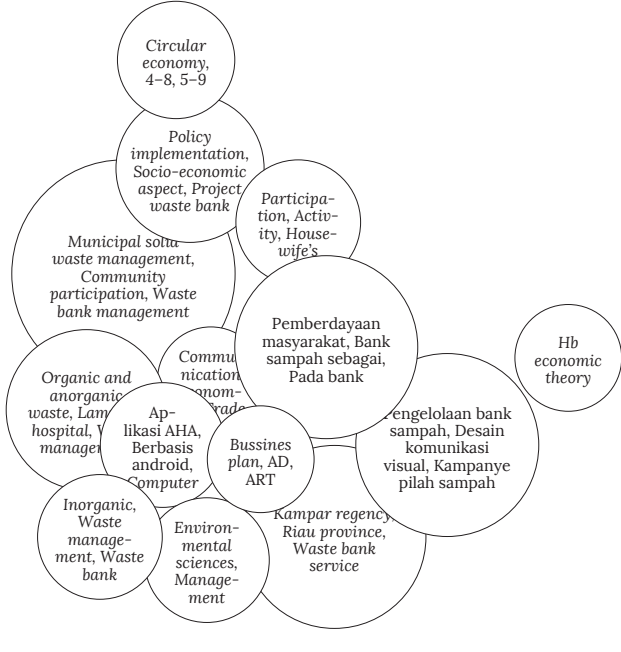 Circular
economy,
4–8, 5–9
Policy
implementation,
Socio-economic
aspect, Project
waste bank
Participa-
tion, Activ-
ity, House-
wife's
Municipal solid
waste management,
Community
participation, Waste
bank management
Pemberdayaan
masyarakat, Bank
sampah sebagai,
Pada bank
Hb
economic
theory
Commu
nication
Organic and
anorganic
waste,
hospital,
Ap-
likasi AHA,
Berbasis
android,
Computer
Bussines
plan, AD,
ART
Pengelolaan bank
sampah, Desain
komunikasi
visual, Kampanye
pilah sampah
Inorganic,
Waste
manage-
ment, Waste
bank
Environ-
mental
sciences,
Manage-
ment
Kampar regency,
Riau province,
Waste bank
service